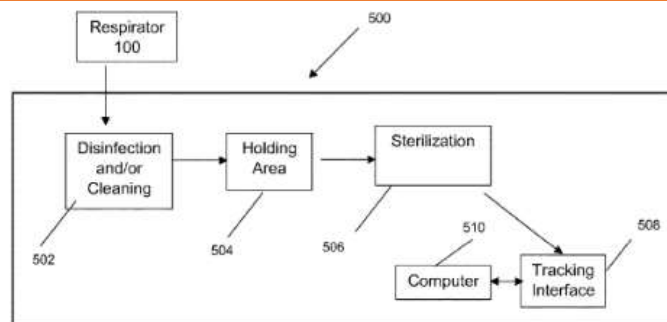 Respirator
100
500
Disinfection
and/or
Cleaning
Holding
Area
Sterilization
502
504
506
510
508
Computer
Tracking
Interface